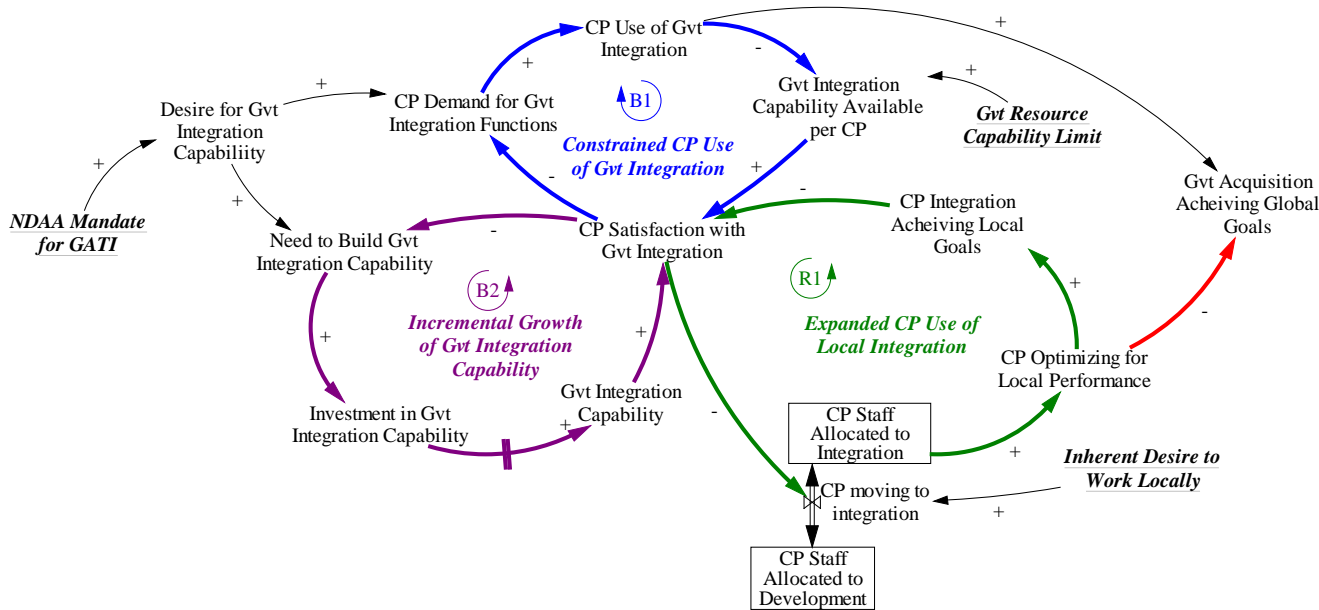 CP Use of Gvt
Integration
+
-
+
+
Desire for Gvt
Integration
Capabiliity
+
CP Demand for Gvt
Integration Functions
B1
Gvt Integration
Capability Available
per CP
+
Gvt Resource
Capability Limit
Constrained CP Use
of Gvt Integration
+
-
+
-
NDAA Mandate
for GATI
+
Need to Build Gvt
Integration Capability
-
CP Satisfaction with
Gvt Integration
CP Integration
Acheiving Local
Goals
Gvt Acquisition
Acheiving Global
Goals
B2
R1
Incremental Growth
of Gvt Integration
Capability
Expanded CP Use of
Local Integration
+
+
+
-
Investment in Gvt
Integration Capability
+
Gvt Integration
Capability
-
CP Optimizing for
Local Performance
CP Staff
Allocated to
Integration
+
Inherent Desire to
Work Locally
CP moving to
integration
+
CP Staff
Allocated to
Development